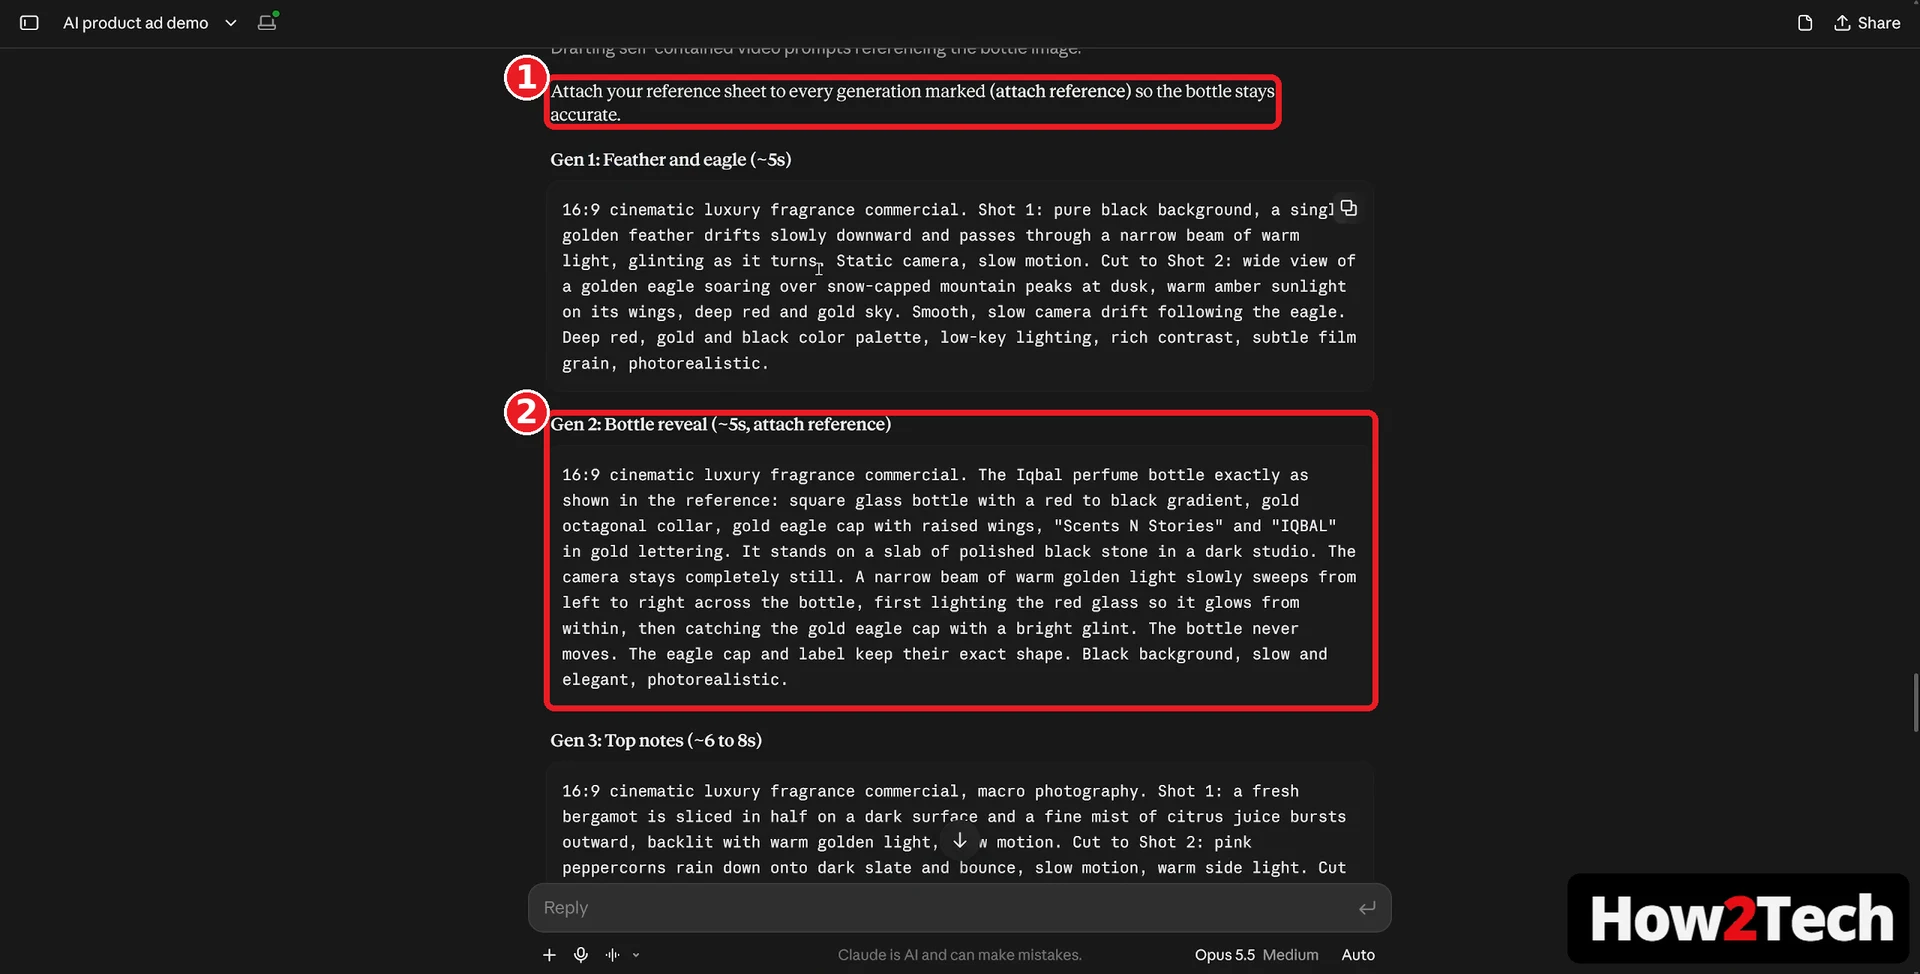 AI product ad demo
Share
Drafting self-contained video prompts referencing the bottle image.
1
Attach your reference sheet to every generation marked (attach reference) so the bottle stays
accurate.
Gen 1: Feather and eagle (~5s)
16:9 cinematic luxury fragrance commercial. Shot 1: pure black background, a singl
golden feather drifts slowly downward and passes through a narrow beam of warm
light, glinting as it turns. Static camera, slow motion. Cut to Shot 2: wide view of
a golden eagle soaring over snow-capped mountain peaks at dusk, warm amber sunlight
on its wings, deep red and gold sky. Smooth, slow camera drift following the eagle.
Deep red, gold and black color palette, low-key lighting, rich contrast, subtle film
grain, photorealistic.
2
Gen 2: Bottle reveal (~5s, attach reference)
16:9 cinematic luxury fragrance commercial. The Iqbal perfume bottle exactly as
shown in the reference: square glass bottle with a red to black gradient, gold
octagonal collar, gold eagle cap with raised wings, "Scents N Stories" and "IQBAL"
in gold lettering. It stands on a slab of polished black stone in a dark studio. The
camera stays completely still. A narrow beam of warm golden light slowly sweeps from
left to right across the bottle, first lighting the red glass so it glows from
within, then catching the gold eagle cap with a bright glint. The bottle never
moves. The eagle cap and label keep their exact shape. Black background, slow and
elegant, photorealistic.
Gen 3: Top notes (~6 to 8s)
16:9 cinematic luxury fragrance commercial, macro photography. Shot 1: a fresh
bergamot is sliced in half on a dark surface and a fine mist of citrus juice bursts
outward, backlit with warm golden light, w motion. Cut to Shot 2: pink
peppercorns rain down onto dark slate and bounce, slow motion, warm side light. Cut
Reply
Claude is AI and can make mistakes.
Opus 5.5 Medium
Auto
How2Tech